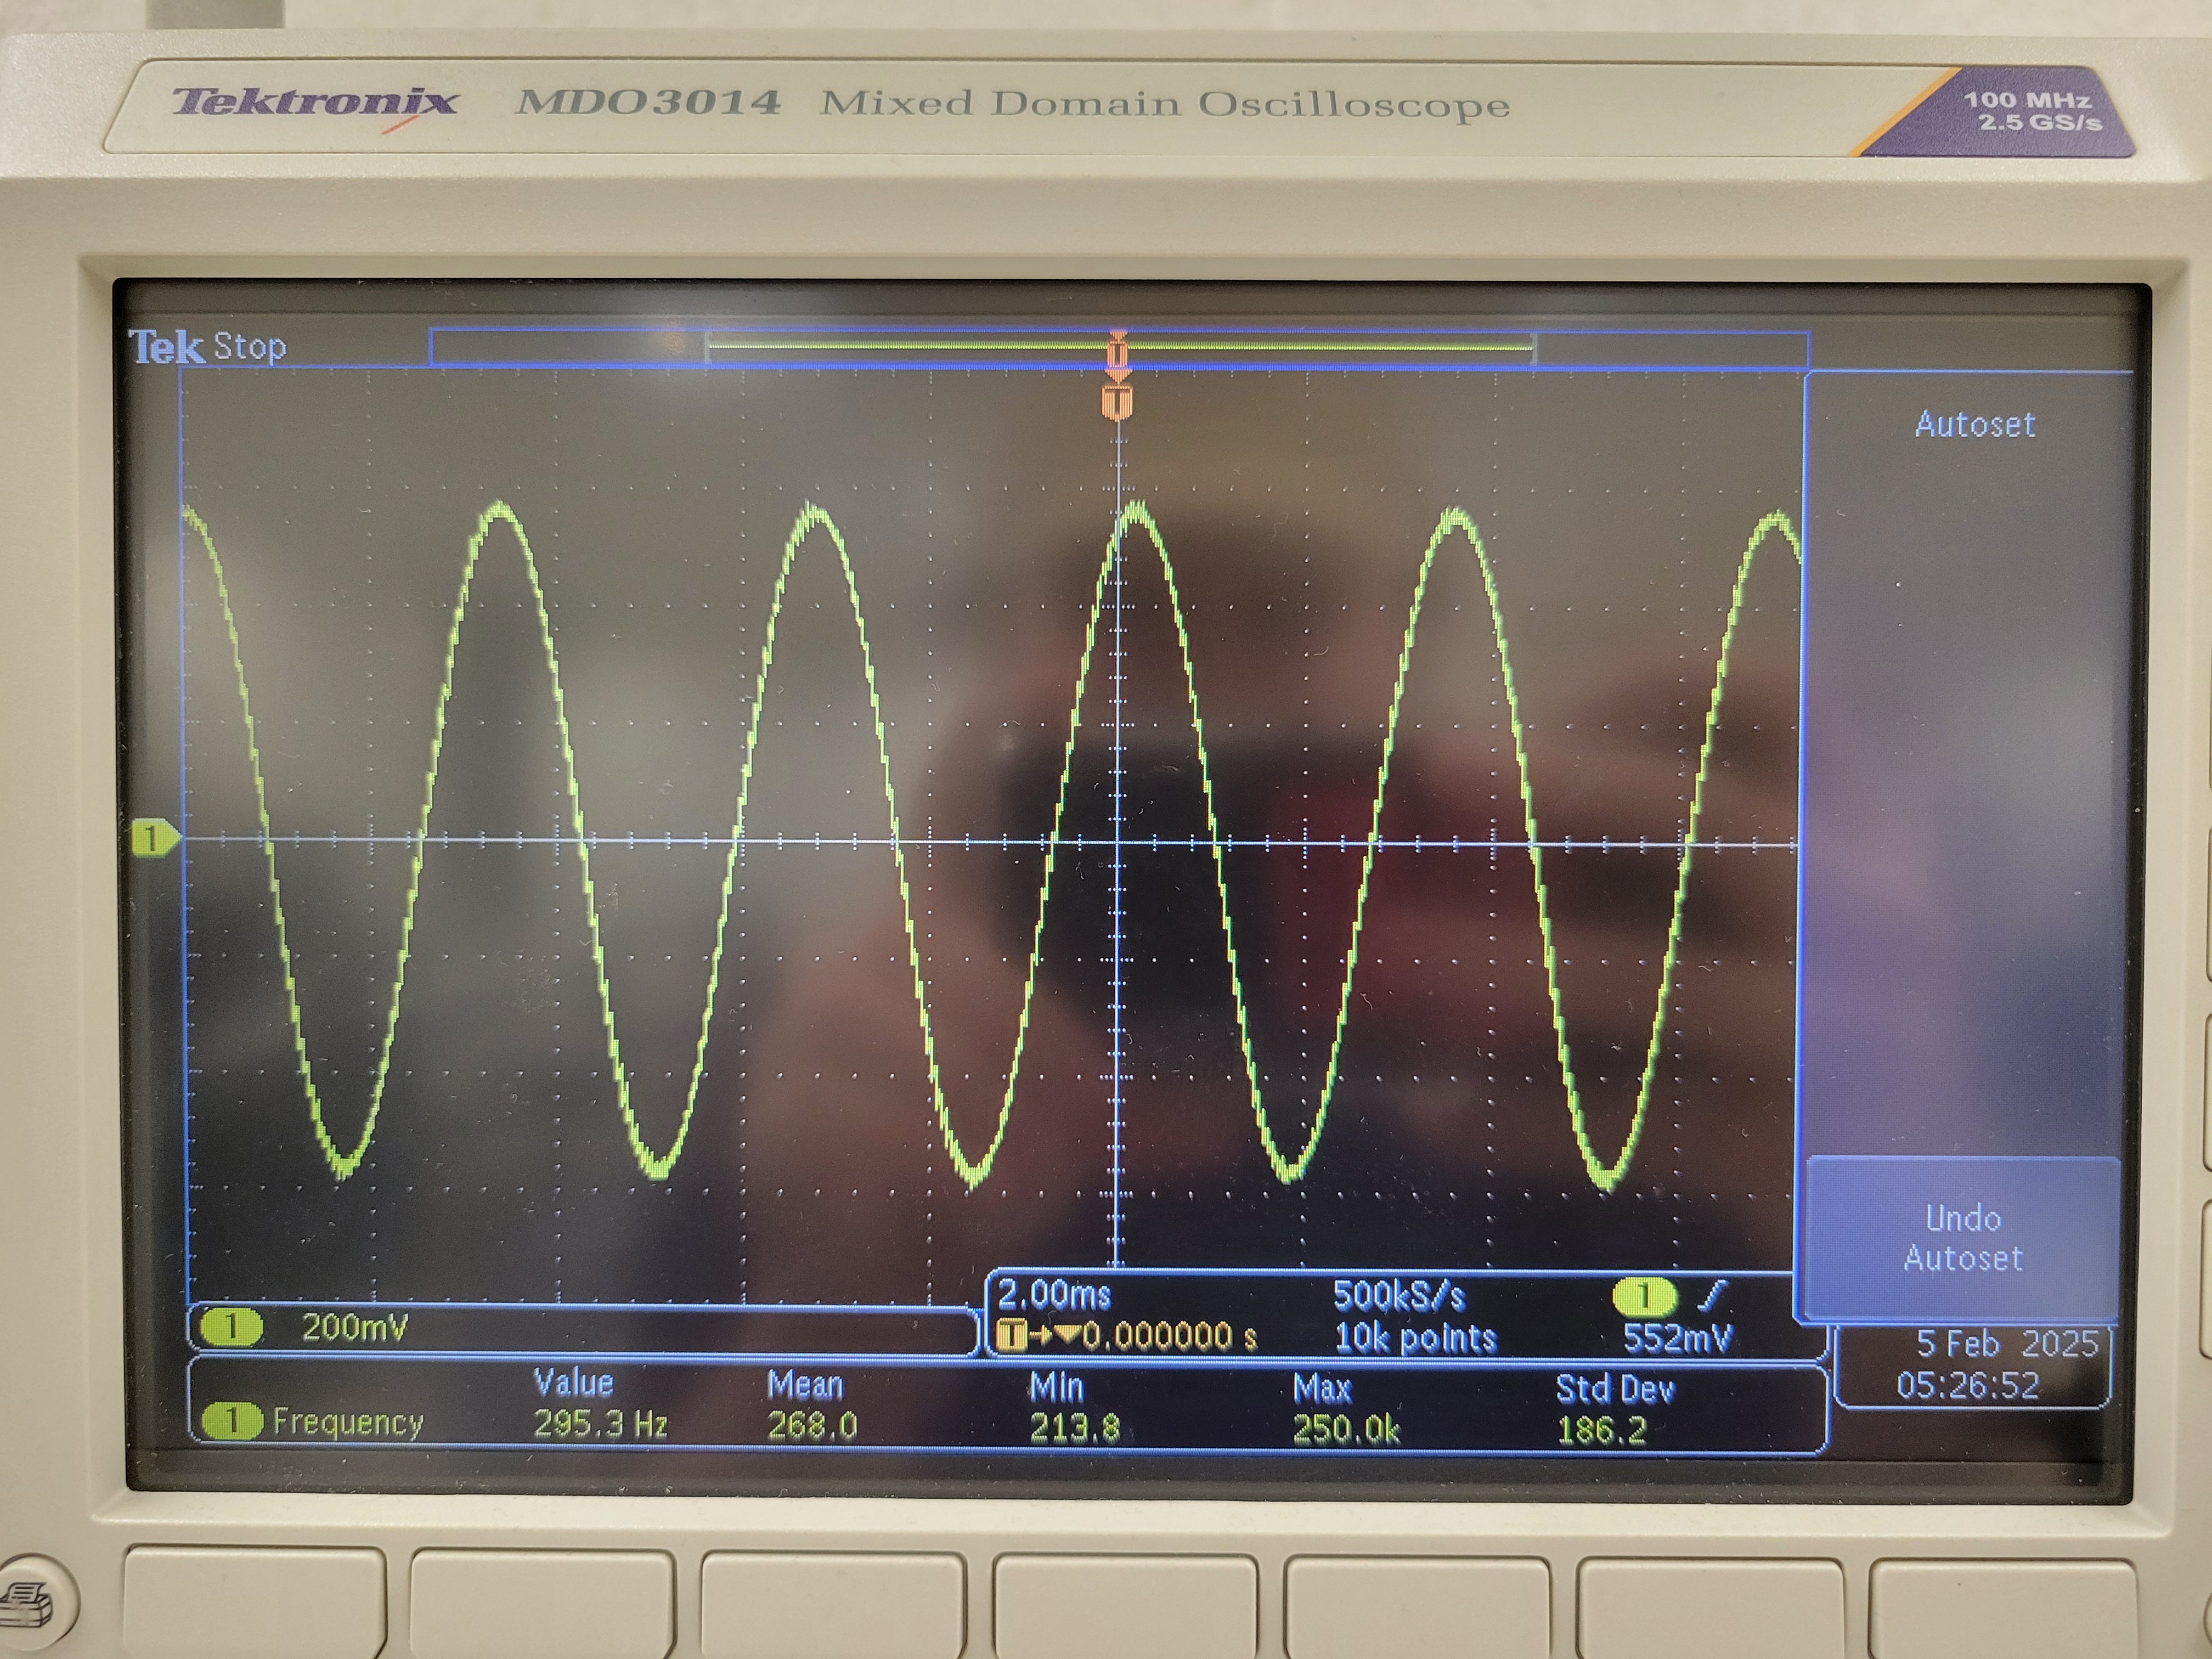 Tektronix MDO3014 Mixed Domain Oscilloscope
100 MHz
2.5 GS/s
Tek Stop
U
T
Autoset
1
Undo
Autoset
1 200mV
2.00ms 500kS/s 1
T→▼0.000000 s 10k points 552mV
5 Feb 2025
05:26:52
Value Mean Min Max Std Dev
1 Frequency 295.3 Hz 268.0 213.8 250.0k 186.2